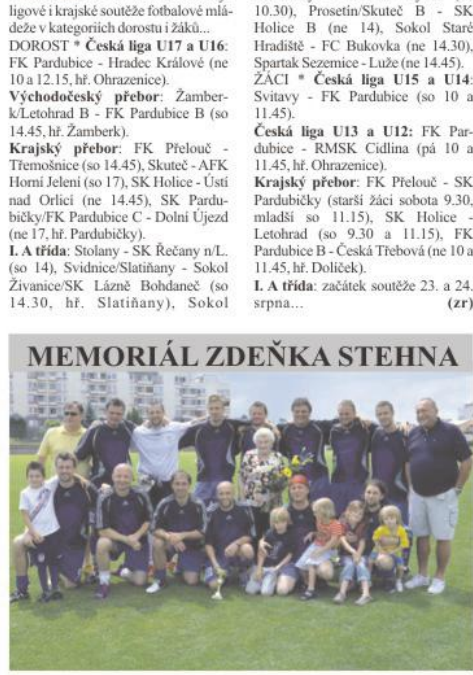 ligové i krajské soutěže fotbalové mlá-
deže v kategoriích dorostu i žáků...
DOROST * Česká liga U17 a U16:
FK Pardubice - Hradec Králové (ne
10 a 12.15, hř. Ohrazenice).
Východočeský přebor: Žamber-
k/Letohrad B - FK Pardubice B (so
14.45, hř. Žamberk).
Krajský přebor: FK Přelouč -
Třemošnice (so 14.45), Skuteč - AFK
Horní Jelení (so 17), SK Holice - Ústí
nad Orlicí (ne 14.45), SK Pardu-
bičky/FK Pardubice C - Dolní Újezd
(ne 17, hř. Pardubičky).
I. A třída: Stolany - SK Řečany n/L.
(so 14), Svidnice/Slatiňany - Sokol
Živanice/SK Lázně Bohdaneč (so
14.30, hř. Slatiňany), Sokol
10.30), Prosetín/Skuteč B - SK
Holice B (ne 14), Sokol Staré
Hradiště - FC Bukovka (ne 14.30),
Spartak Sezemice - Luže (ne 14.45).
ŽÁCI * Česká liga U15 a U14:
Svitavy - FK Pardubice (so 10 a
11.45).
Česká liga U13 a U12: FK Par-
dubice - RMSK Cidlina (pá 10 a
11.45, hř. Ohrazenice).
Krajský přebor: FK Přelouč - SK
Pardubičky (starší žáci sobota 9.30,
mladší so 11.15), SK Holice -
Letohrad (so 9.30 a 11.15), FK
Pardubice B - Česká Třebová (ne 10 a
11.45, hř. Dolíček).
I. A třída: začátek soutěže 23. a 24.
srpna... (zr)
MEMORIÁL ZDEŇKA STEHNA